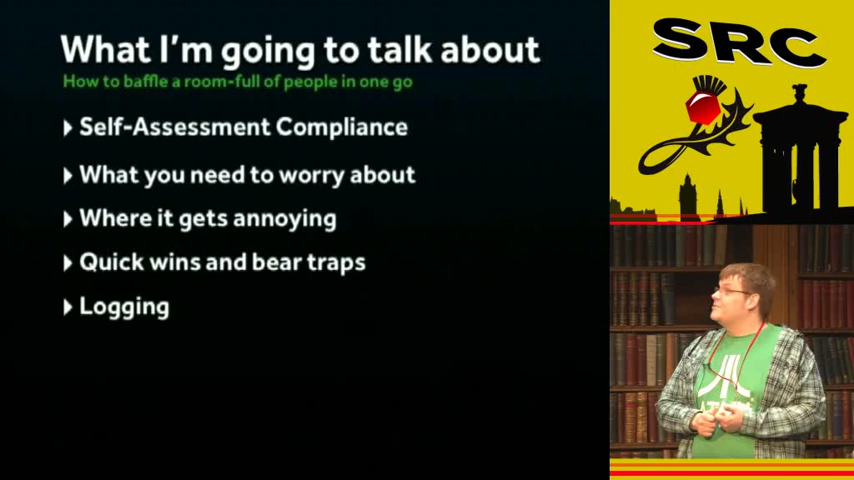 What I'm going to talk about
How to baffle a room-full of people in one go
Self-Assessment Compliance
What you need to worry about
Where it gets annoying
Quick wins and bear traps
Logging
SRC
ATARI